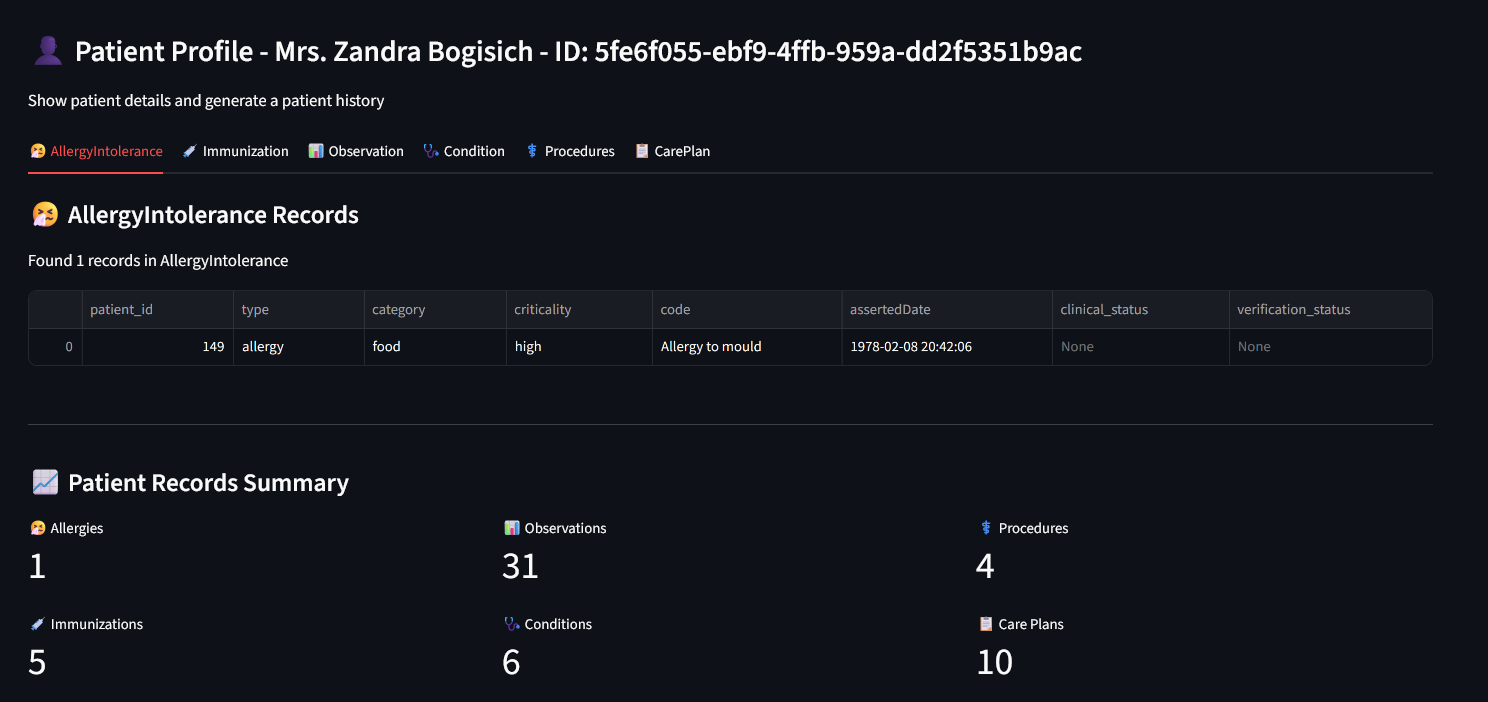 Patient Profile - Mrs. Zandra Bogisich - ID: 5fe6f055-ebf9-4ffb-959a-dd2f5351b9ac
Show patient details and generate a patient history
AllergyIntolerance Immunization Observation Condition Procedures CarePlan
AllergyIntolerance Records
Found 1 records in AllergyIntolerance
patient_id type category criticality code assertedDate clinical_status verification_status
0 149 allergy food high Allergy to mould 1978-02-08 20:42:06 None None
Patient Records Summary
Allergies Observations Procedures
1 31 4
Immunizations Conditions Care Plans
5 6 10